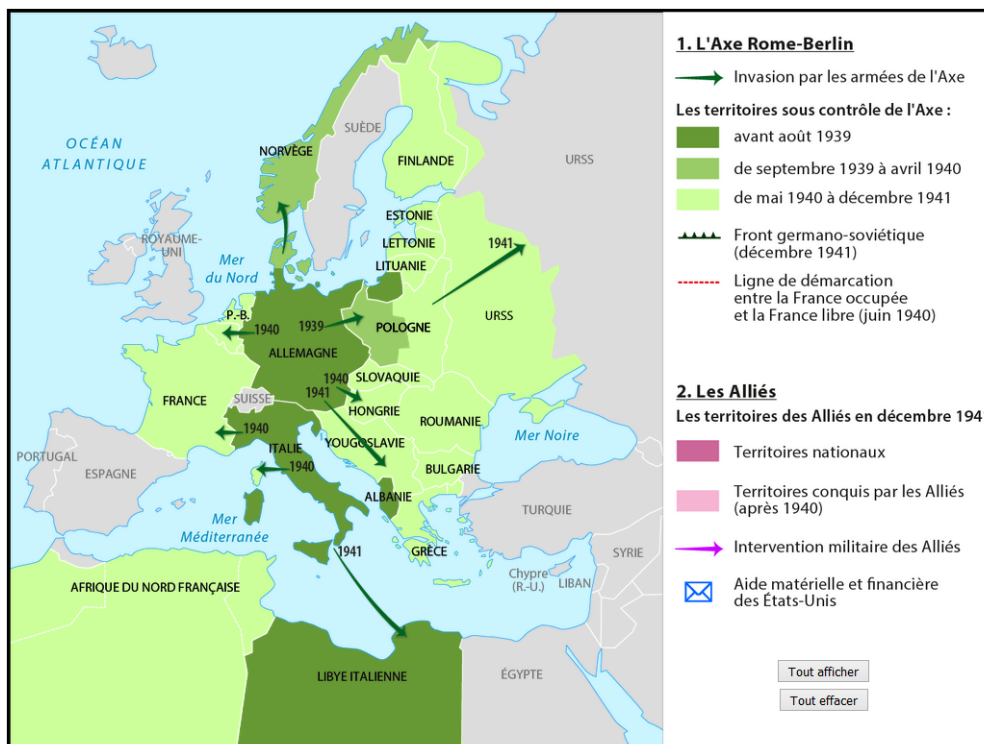 OCÉAN
ATLANTIQUE
NORVÈGE
SUÈDE
FINLANDE
URSS
ESTONIE
LETTONIE
LITUANIE
1941
ROYAUME-
UNI
Mer
du Nord
P.-B.
1940
1939
POLOGNE
URSS
ALLEMAGNE
FRANCE
SUISSE
1940
1941
SLOVAQUIE
HONGRIE
ROUMANIE
1940
ITALIE
YOUGOSLAVIE
Mer Noire
PORTUGAL
ESPAGNE
1940
BULGARIE
ALBANIE
TURQUIE
Mer
Méditerranée
1941
GRÈCE
SYRIE
Chypre
(R.-U.)
LIBAN
AFRIQUE DU NORD FRANÇAISE
LIBYE ITALIENNE
ÉGYPTE
1. L'Axe Rome-Berlin
Invasion par les armées de l'Axe
Les territoires sous contrôle de l'Axe :
avant août 1939
de septembre 1939 à avril 1940
de mai 1940 à décembre 1941
Front germano-soviétique
(décembre 1941)
Ligne de démarcation
entre la France occupée
et la France libre (juin 1940)
2. Les Alliés
Les territoires des Alliés en décembre 194
Territoires nationaux
Territoires conquis par les Alliés
(après 1940)
Intervention militaire des Alliés
Aide matérielle et financière
des États-Unis
Tout afficher
Tout effacer